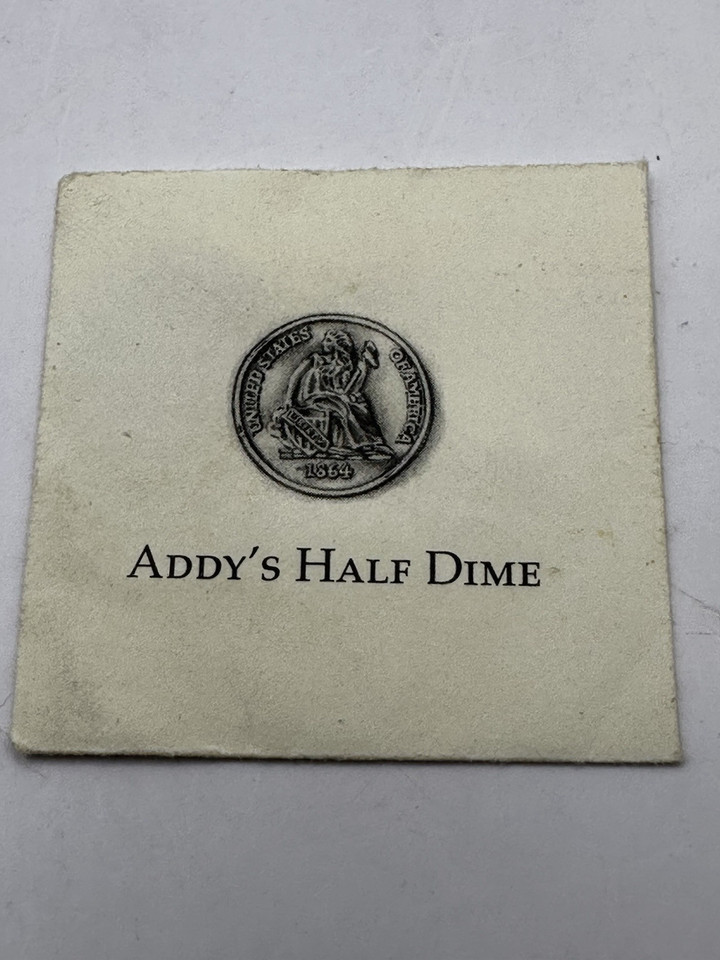 UNITED STATES OF AMERICA
LIBERTY
1864
ADDY'S HALF DIME